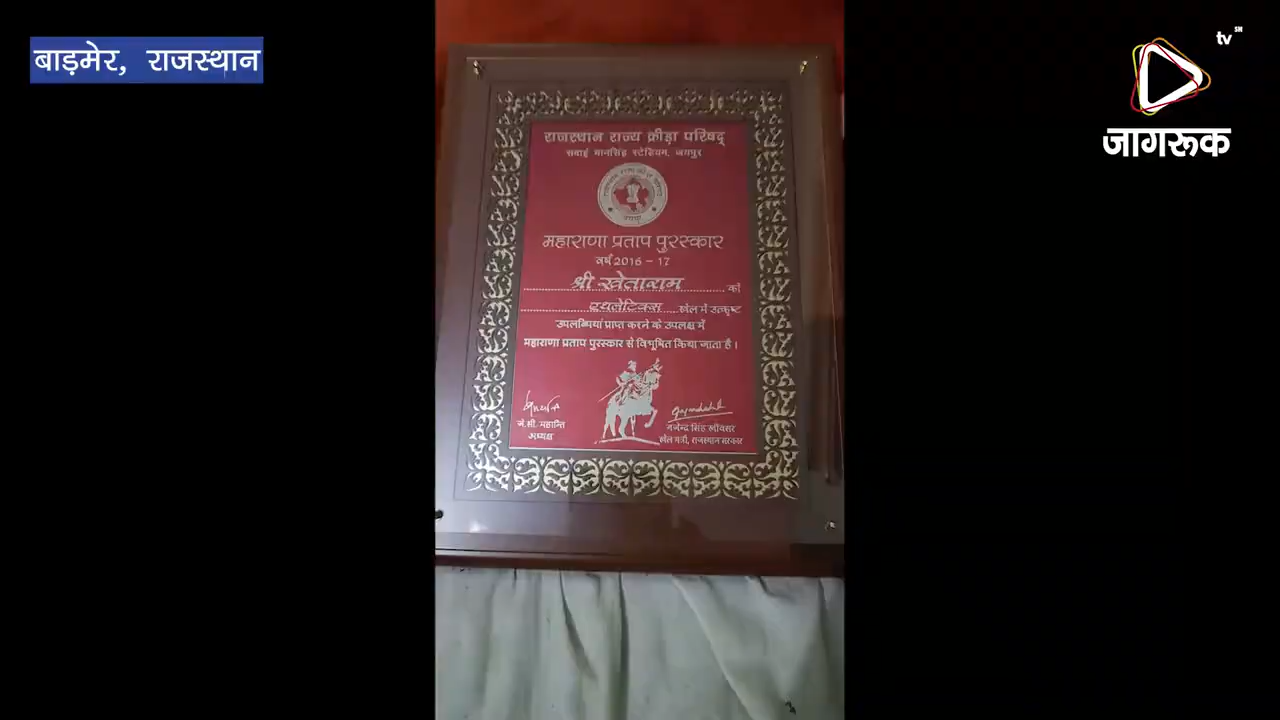 बाड़मेर, राजस्थान
tv SM
जागरूक
राजस्थान राज्य क्रीड़ा परिषद्
सवाई मानसिंह स्टेडियम, जयपुर
महाराणा प्रताप पुरस्कार
वर्ष 2016 - 17
श्री खेताराम को
एथलेटिक्स खेल में उत्कृष्ट
उपलब्धियां प्राप्त करने के उपलक्ष में
महाराणा प्रताप पुरस्कार से विभूषित किया जाता है ।
जे.सी. महान्ति
अध्यक्ष
गजेन्द्र सिंह खींवसर
खेल मंत्री, राजस्थान सरकार